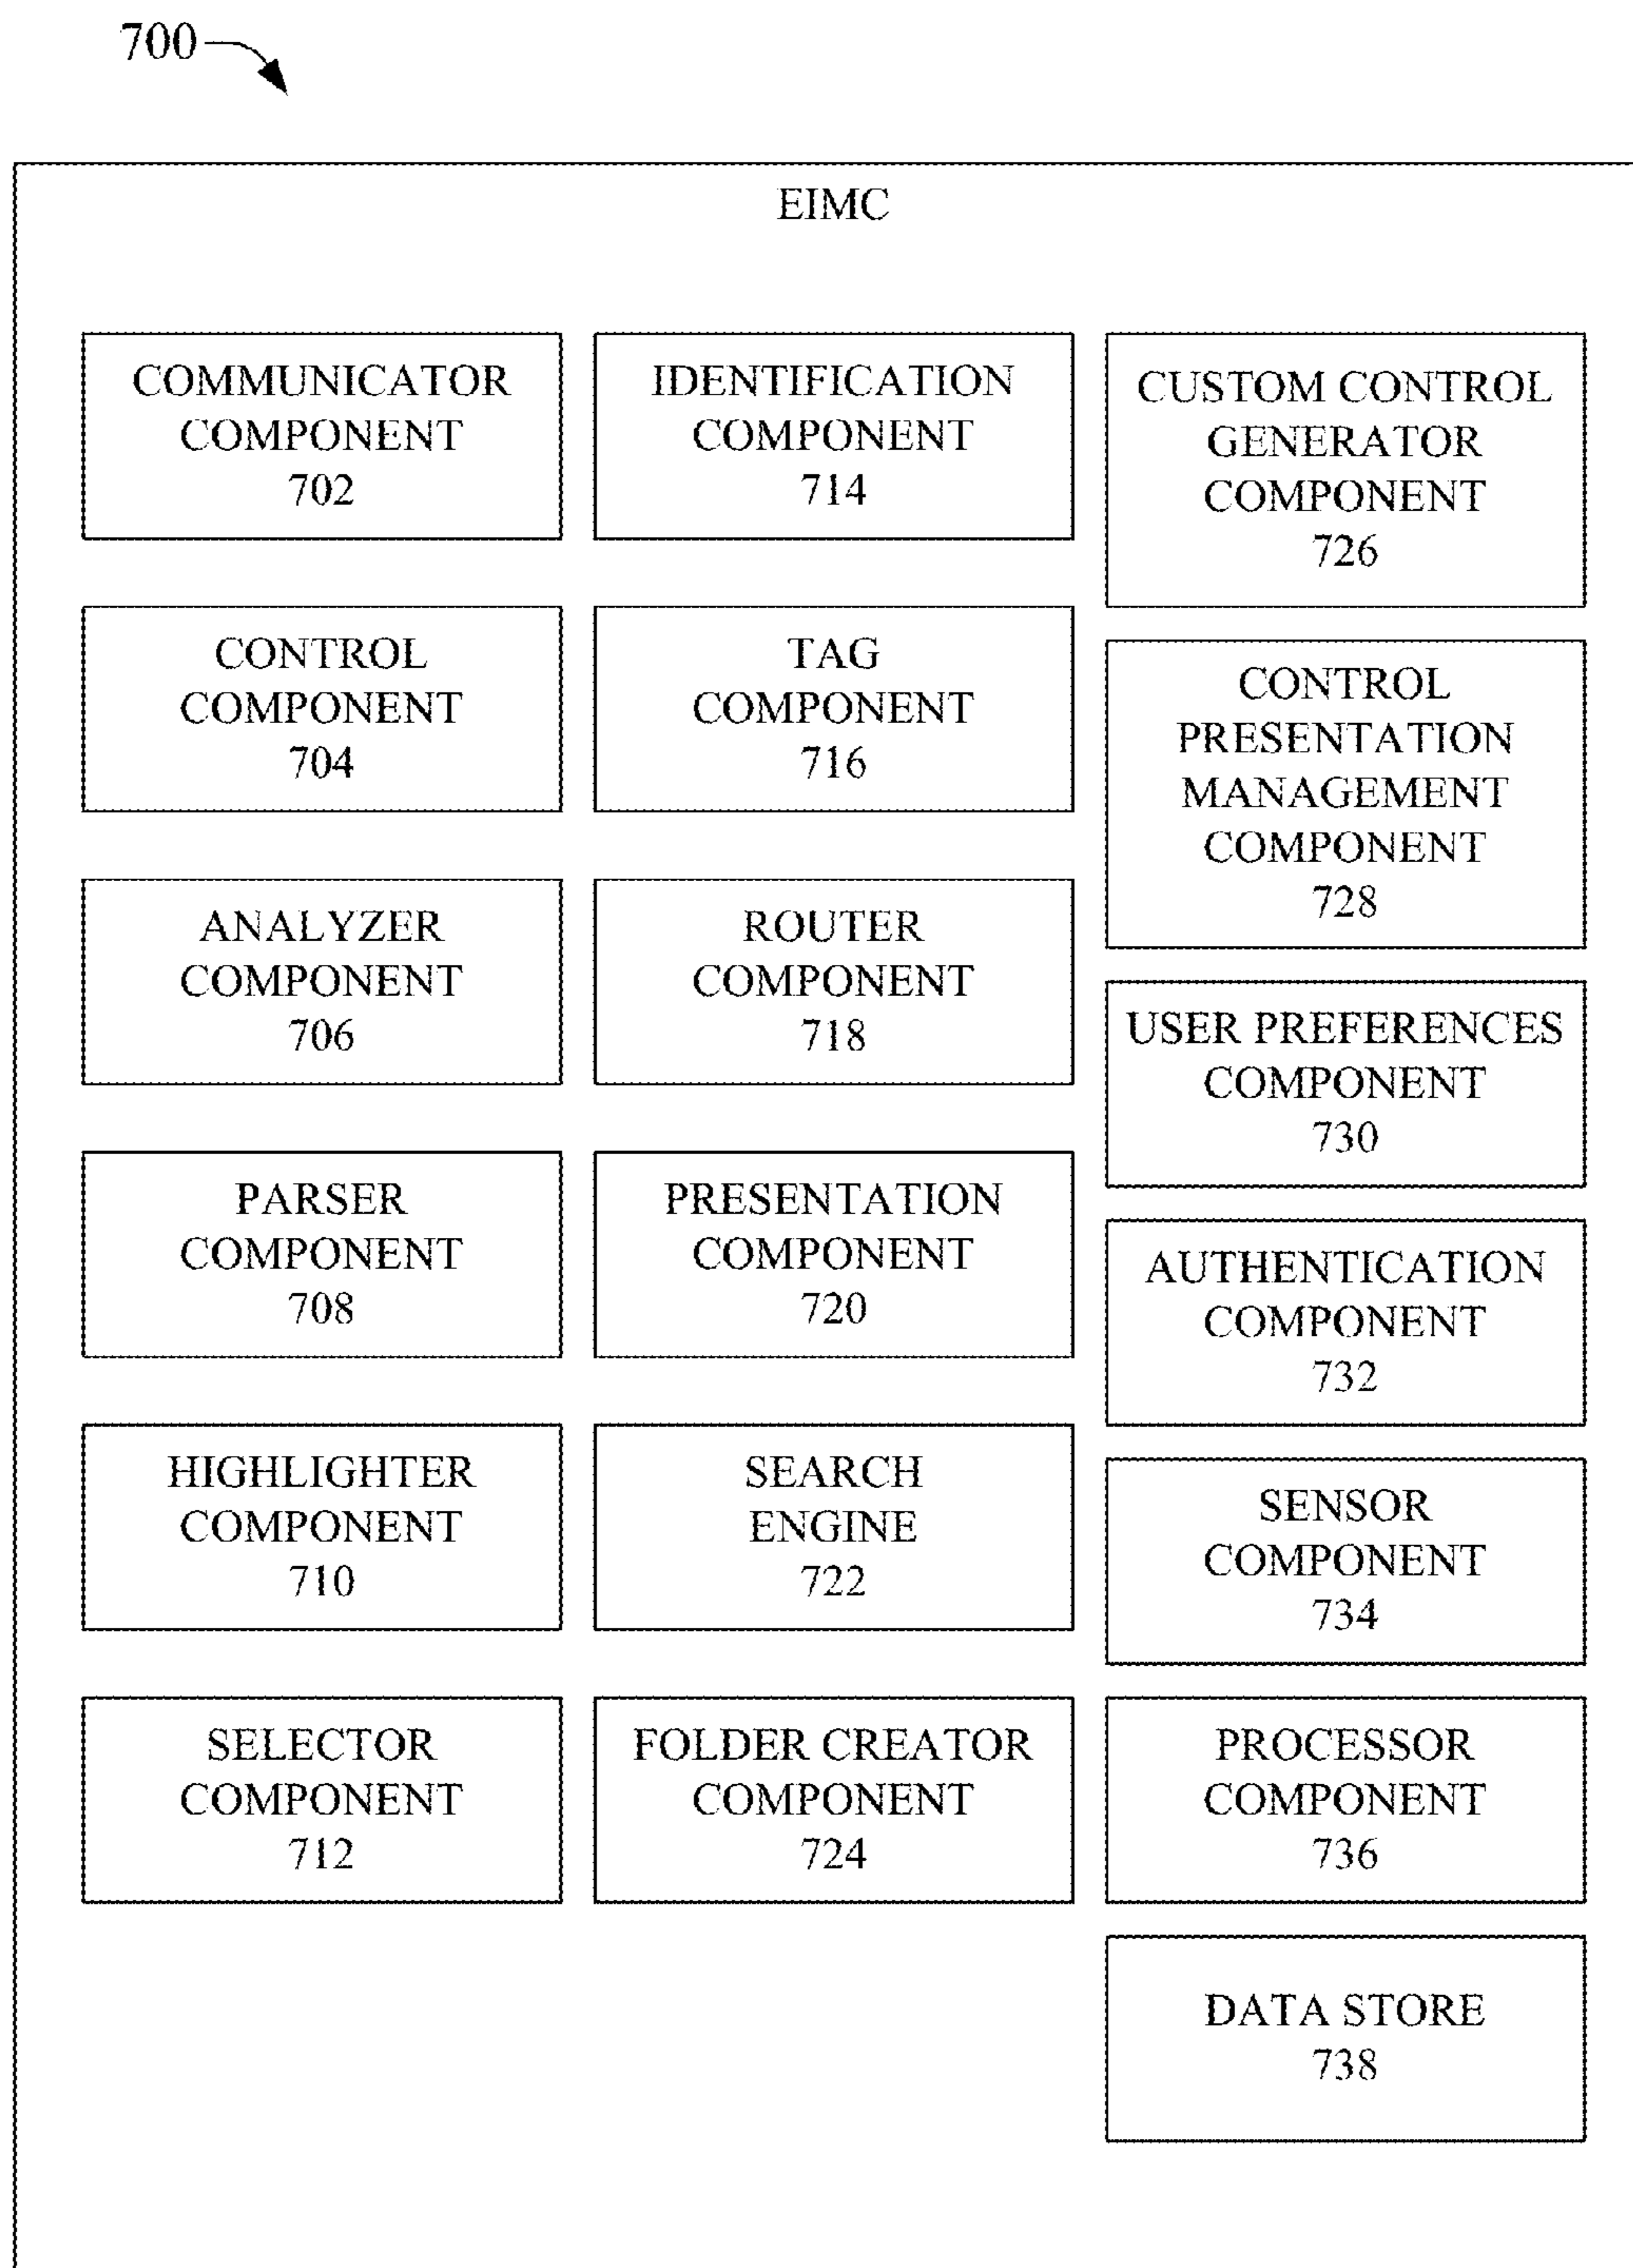 700
EIMC
COMMUNICATOR
COMPONENT
702
CONTROL
COMPONENT
704
ANALYZER
COMPONENT
706
PARSER
COMPONENT
708
HIGHLIGHTER
COMPONENT
710
SELECTOR
COMPONENT
712
IDENTIFICATION
COMPONENT
714
TAG
COMPONENT
716
ROUTER
COMPONENT
718
PRESENTATION
COMPONENT
720
SEARCH
ENGINE
722
FOLDER CREATOR
COMPONENT
724
CUSTOM CONTROL
GENERATOR
COMPONENT
726
CONTROL
PRESENTATION
MANAGEMENT
COMPONENT
728
USER PREFERENCES
COMPONENT
730
AUTHENTICATION
COMPONENT
732
SENSOR
COMPONENT
734
PROCESSOR
COMPONENT
736
DATA STORE
738